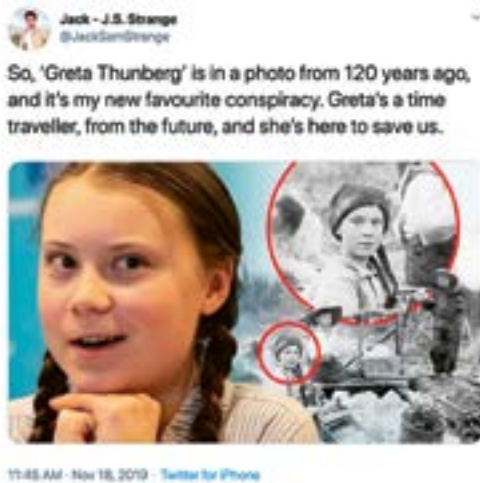 Jack - J.S. Strange
@JackSamStrange
So, 'Greta Thunberg' is in a photo from 120 years ago,
and it's my new favourite conspiracy. Greta's a time
traveller, from the future, and she's here to save us.
11:45 AM · Nov 18, 2019 · Twitter for iPhone